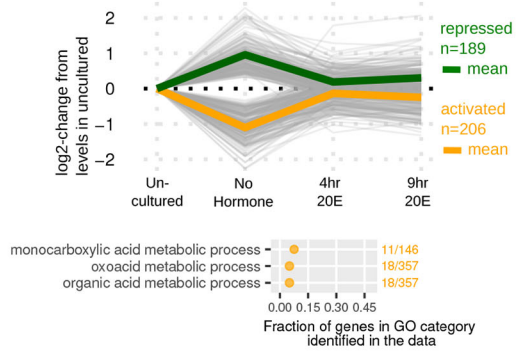 2
1
0
−1
−2
log2-change from
levels in uncultured
Un-
cultured
No
Hormone
4hr
20E
9hr
20E
repressed
n=189
mean
activated
n=206
mean
monocarboxylic acid metabolic process
11/146
oxoacid metabolic process
18/357
organic acid metabolic process
18/357
0.00 0.15 0.30 0.45
Fraction of genes in GO category
identified in the data